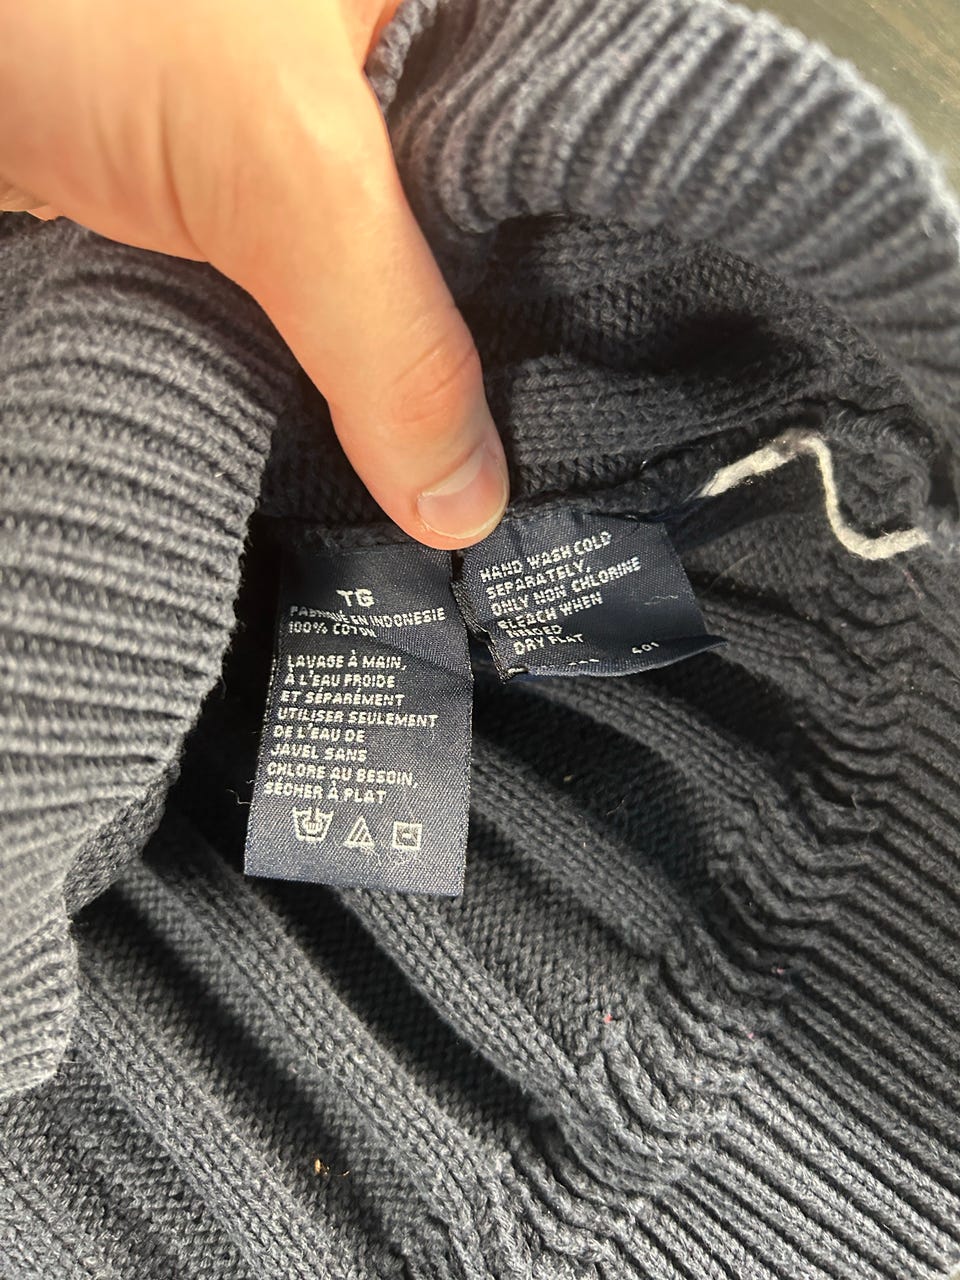 TG
FABRIQUÉ EN INDONESIE
100% COTON
LAVAGE À MAIN,
À L'EAU FROIDE
ET SÉPARÉMENT
UTILISER SEULEMENT
DE L'EAU DE
JAVEL SANS
CHLORE AU BESOIN,
SÉCHER À PLAT
HAND WASH COLD
SEPARATELY,
ONLY NON CHLORINE
BLEACH WHEN
NEEDED
DRY FLAT
401